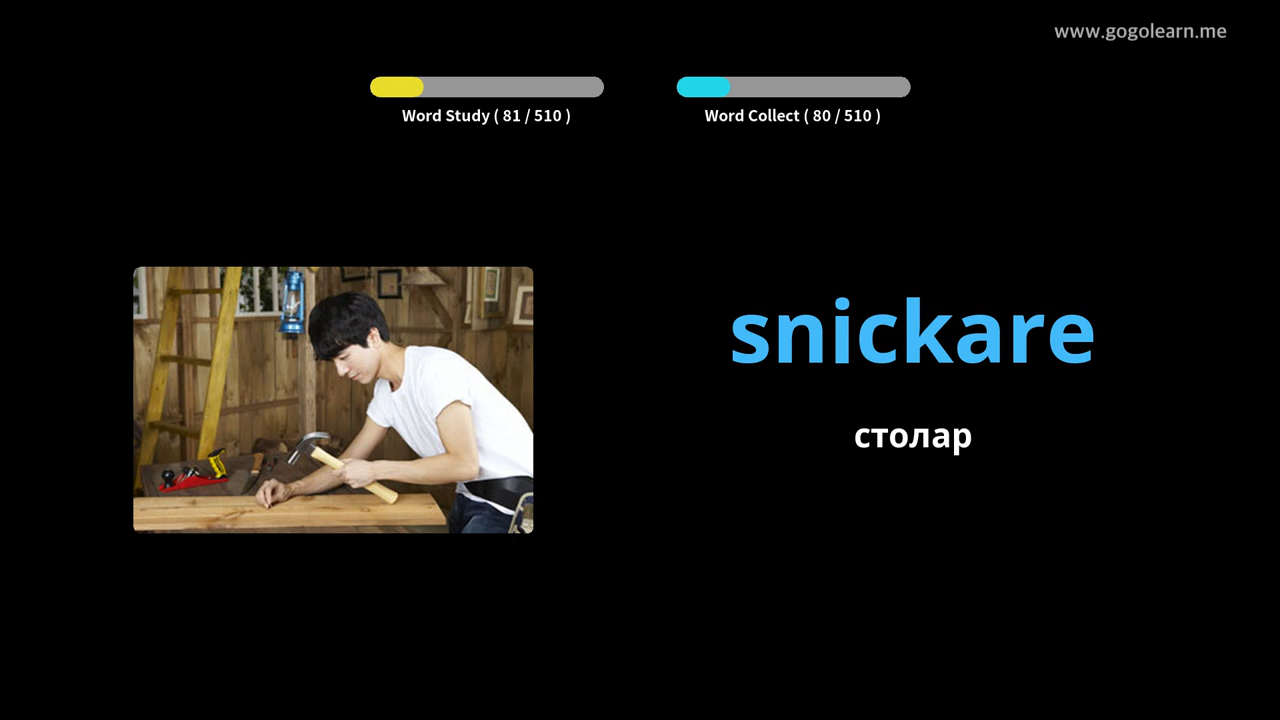 www.gogolearn.me
Word Study ( 81 / 510 )
Word Collect ( 80 / 510 )
snickare
столар